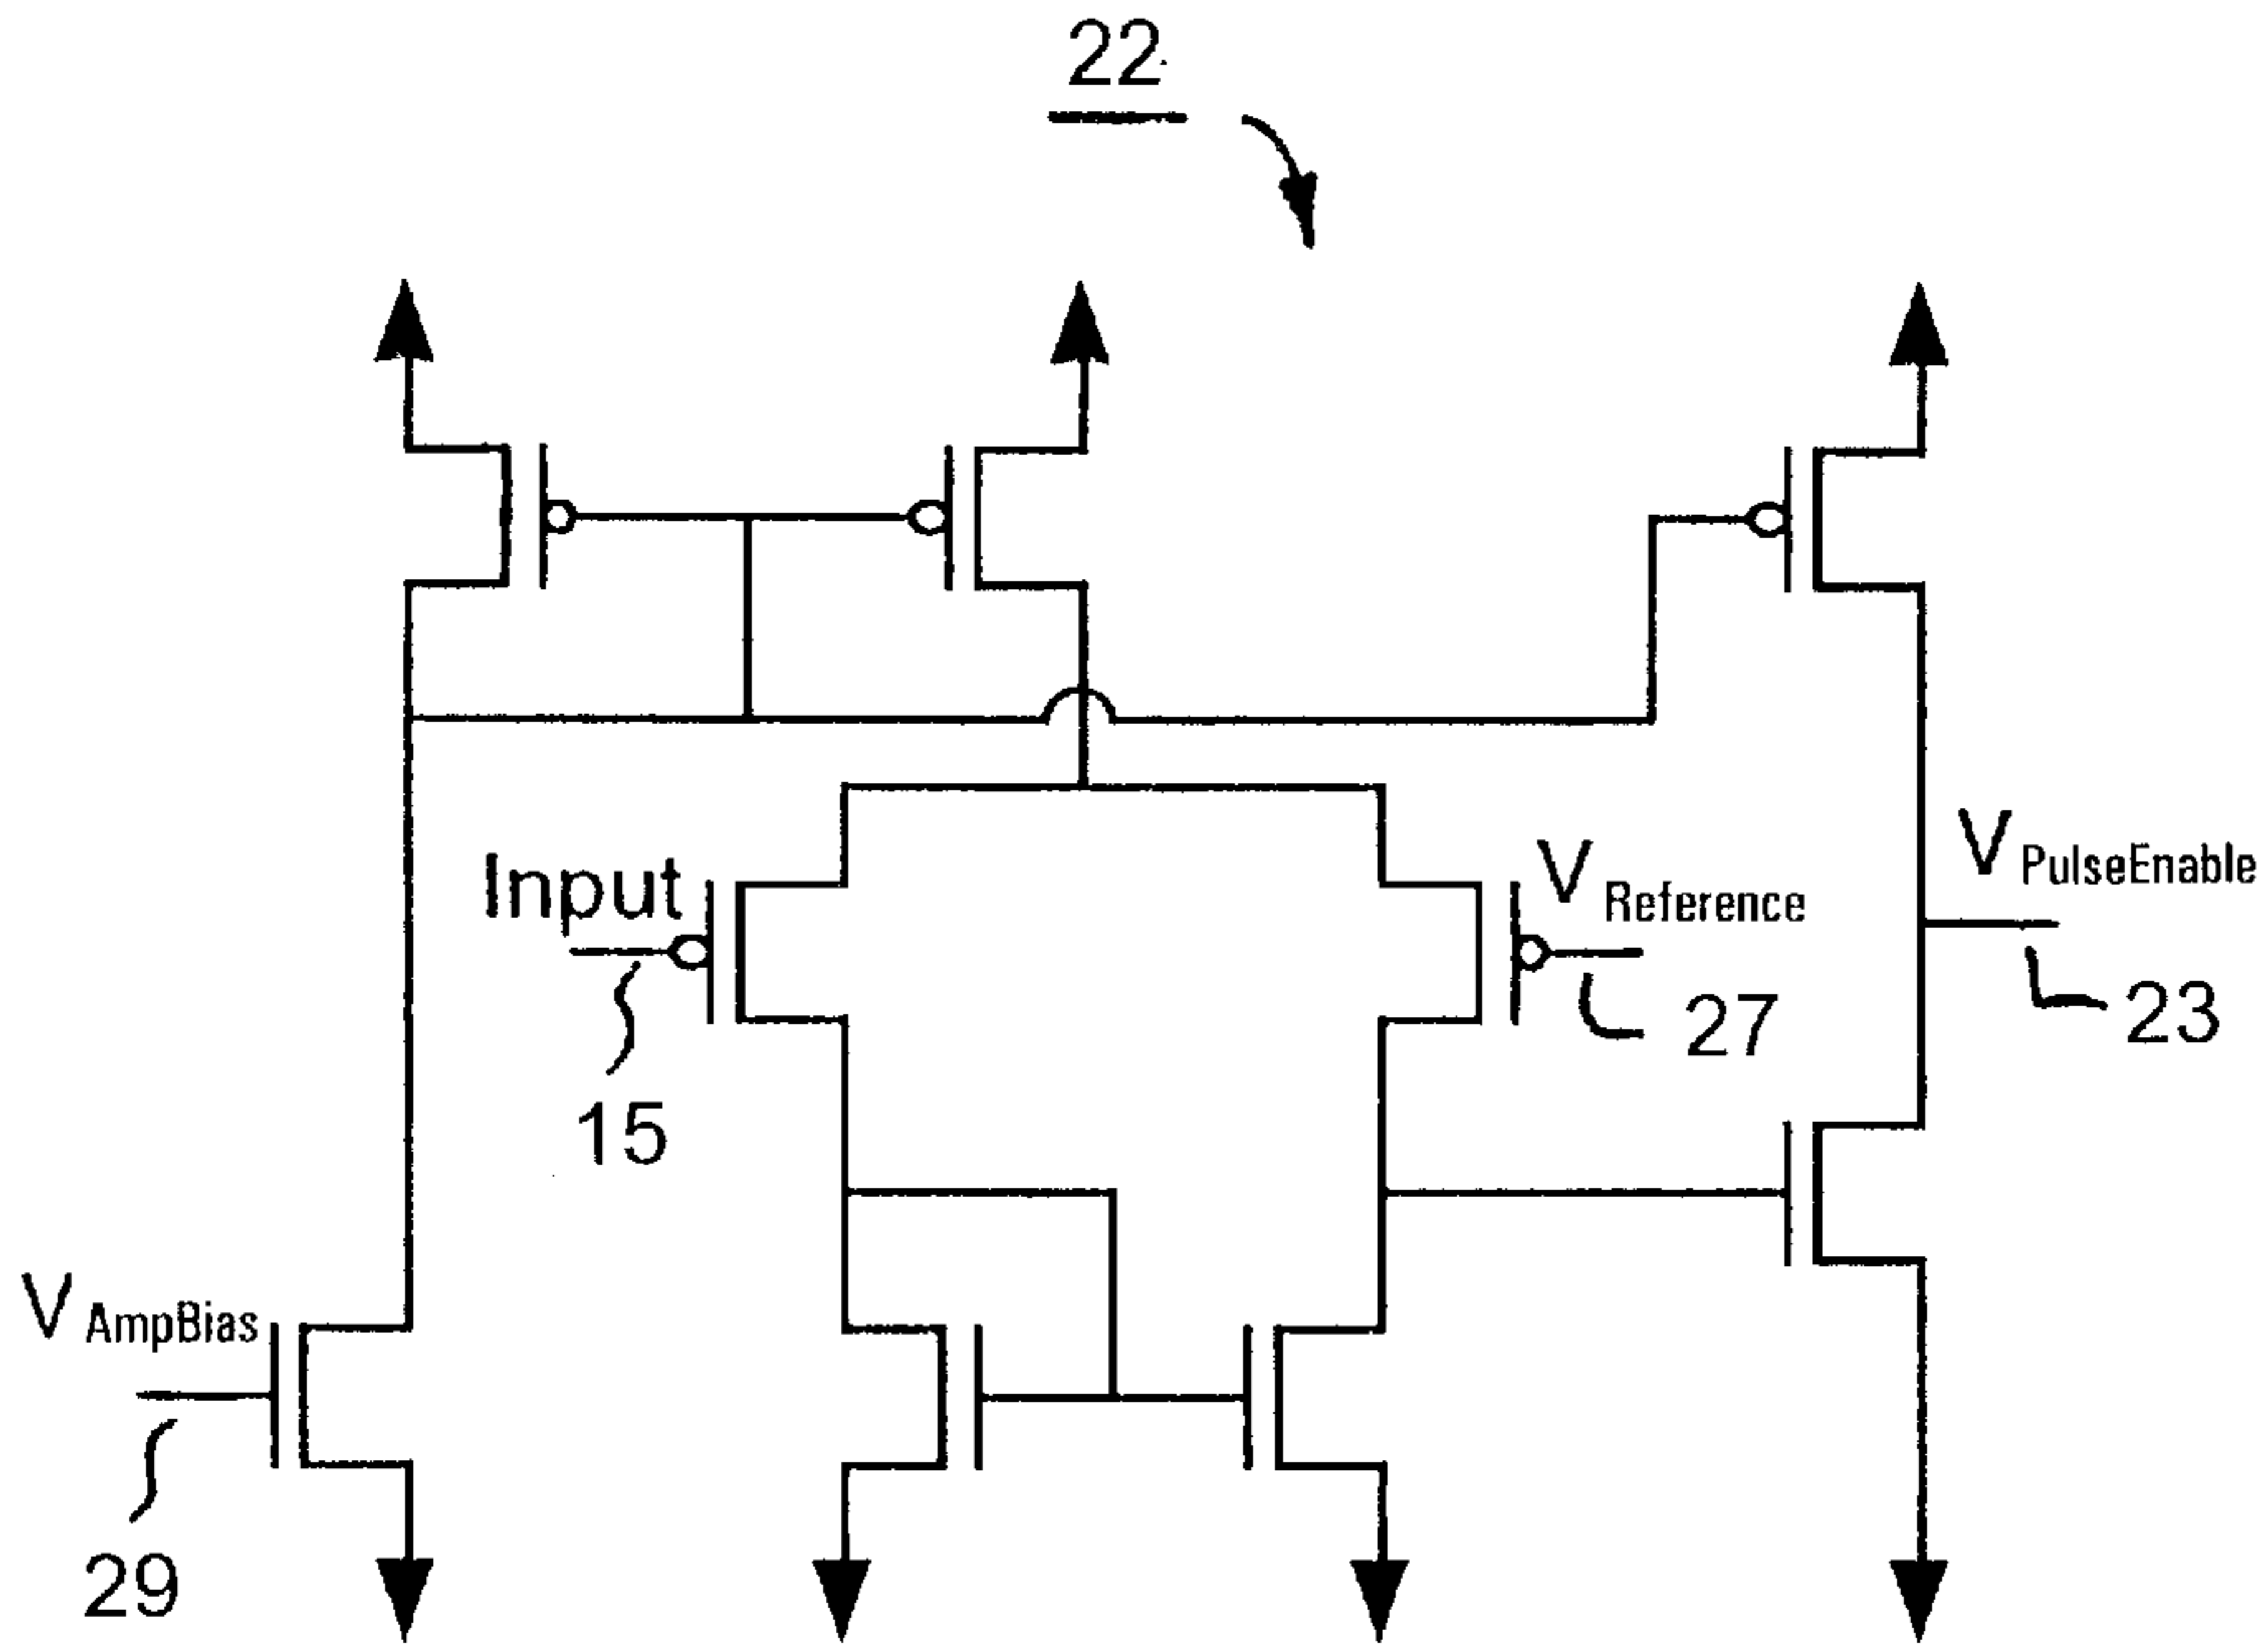 22
Input
V Reference
V PulseEnable
15
27
23
V AmpBias
29